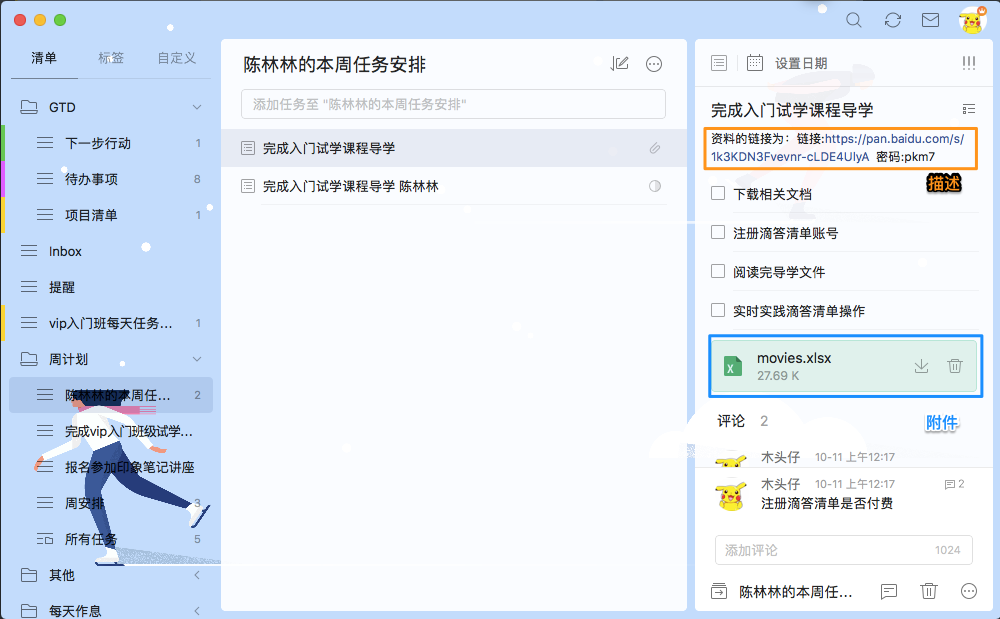 清单 标签 自定义
GTD
下一步行动 1
待办事项 8
项目清单 1
Inbox
提醒
vip入门班每天任务... 1
周计划
陈林林的本周任... 2
完成vip入门班级试学...
报名参加印象笔记讲座
周安排 3
所有任务 5
其他
每天作息
陈林林的本周任务安排
添加任务至 "陈林林的本周任务安排"
完成入门试学课程导学
完成入门试学课程导学 陈林林
设置日期
完成入门试学课程导学
资料的链接为：链接:https://pan.baidu.com/s/
1k3KDN3Fvevnr-cLDE4UlyA 密码:pkm7
描述
下载相关文档
注册滴答清单账号
阅读完导学文件
实时实践滴答清单操作
movies.xlsx
27.69 K
评论 2
附件
木头仔 10-11 上午12:17
木头仔 10-11 上午12:17 2
注册滴答清单是否付费
添加评论 1024
陈林林的本周任...